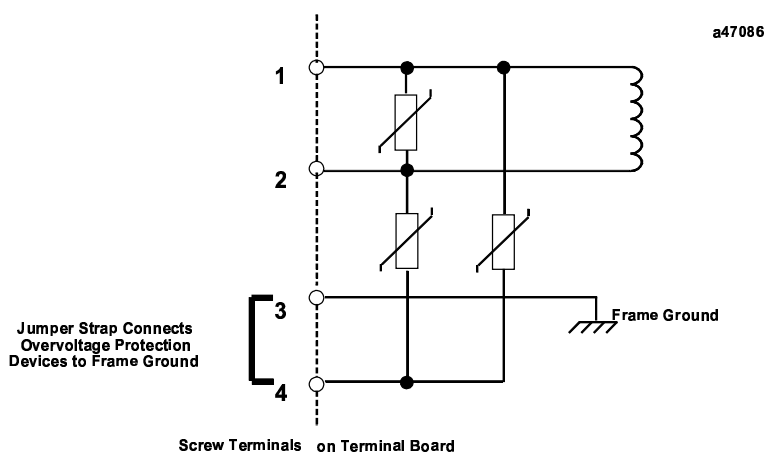 a47086
1
2
3
Frame Ground
Jumper Strap Connects
Overvoltage Protection
Devices to Frame Ground
4
Screw Terminals on Terminal Board